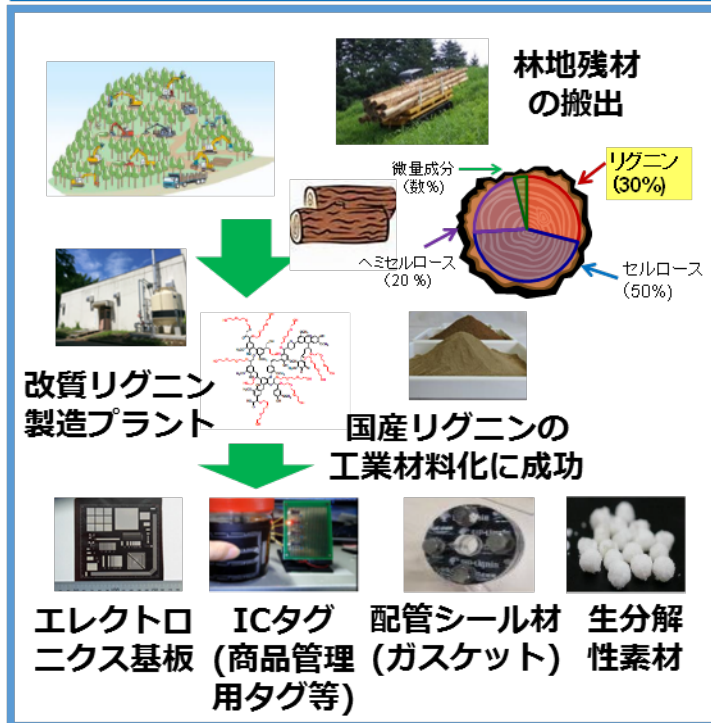 林地残材
の搬出
微量成分
(数%)
リグニン
(30%)
ヘミセルロース
(20 %)
セルロース
(50%)
改質リグニン
製造プラント
国産リグニンの
工業材料化に成功
エレクトロ
ニクス基板
ICタグ
(商品管理
用タグ等)
配管シール材
(ガスケット)
生分解
性素材